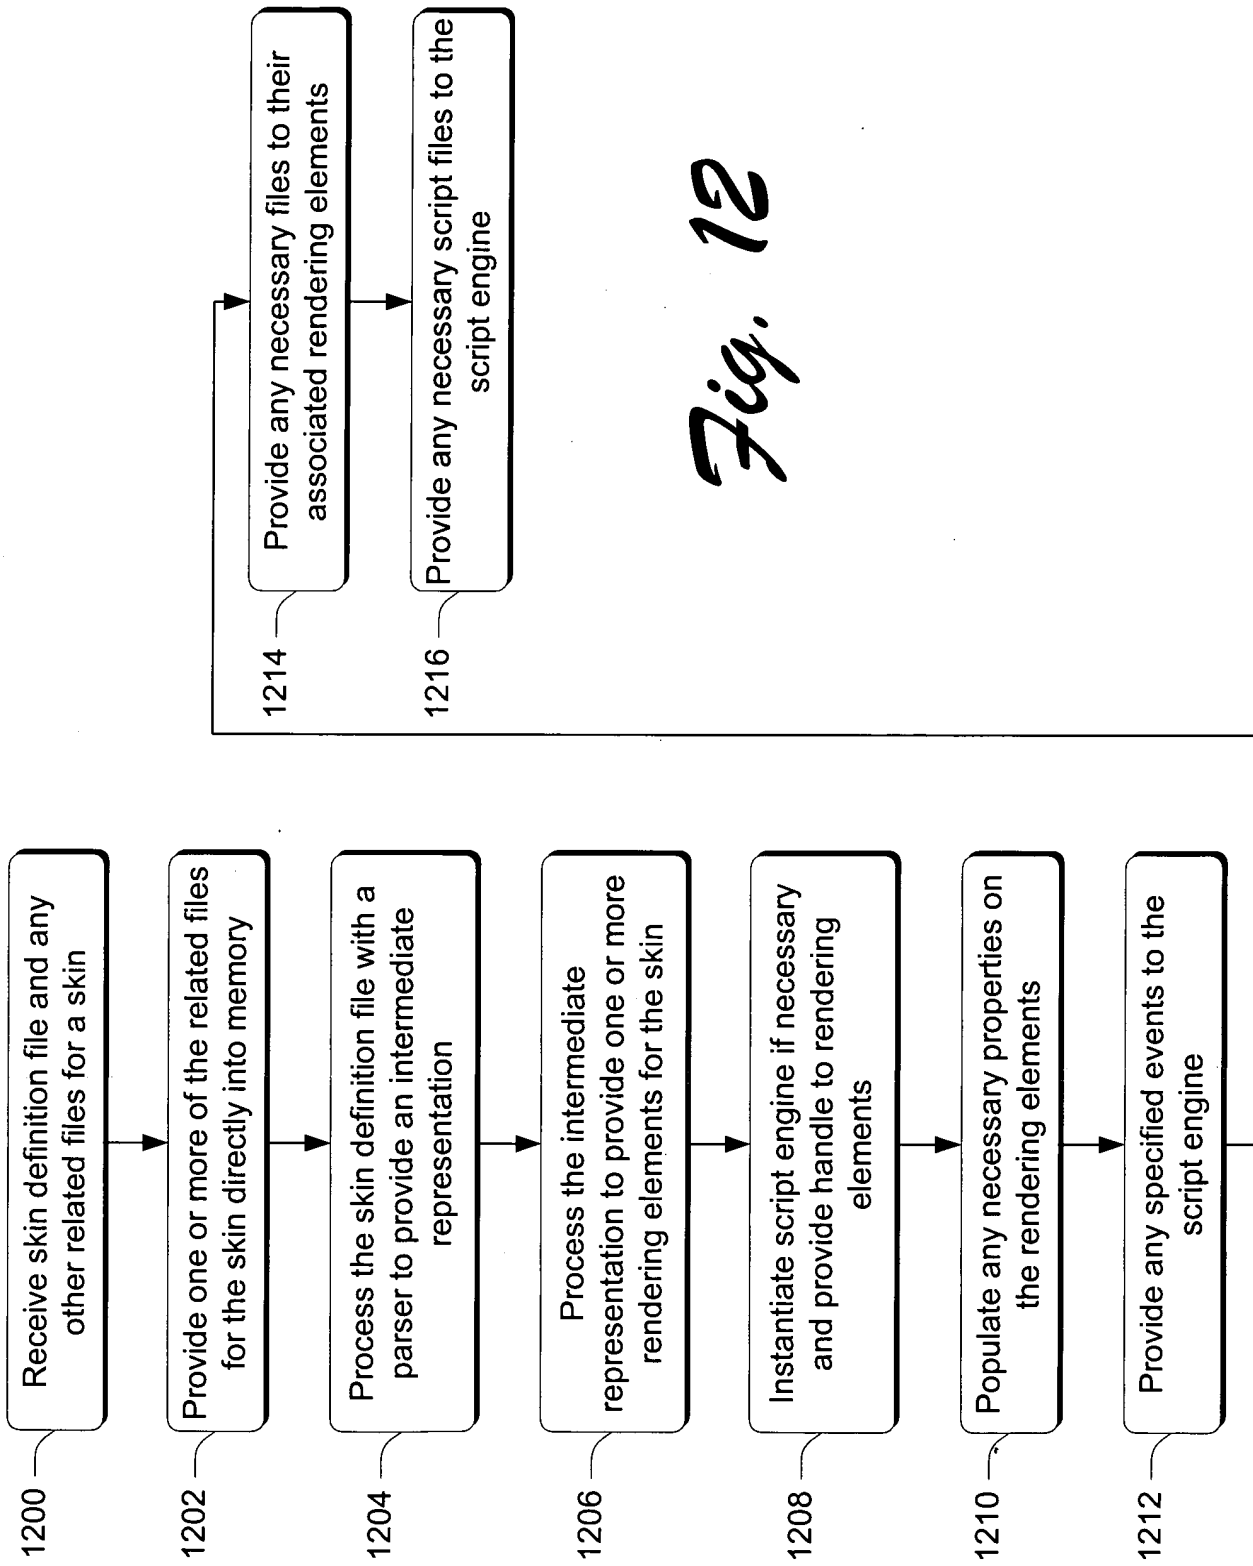 1200
Receive skin definition file and any
other related files for a skin
1202
Provide one or more of the related files
for the skin directly into memory
1204
Process the skin definition file with a
parser to provide an intermediate
representation
1206
Process the intermediate
representation to provide one or more
rendering elements for the skin
1208
Instantiate script engine if necessary
and provide handle to rendering
elements
1210
Populate any necessary properties on
the rendering elements
1212
Provide any specified events to the
script engine
1214
Provide any necessary files to their
associated rendering elements
1216
Provide any necessary script files to the
script engine
Fig. 12